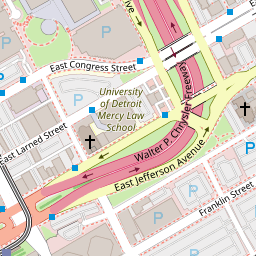 East Congress Street
University
of Detroit
Mercy Law
School
Walter P. Chrysler Freeway
East Larned Street
East Jefferson Avenue
Franklin Street
P
P
P
P
P
P
P
P
P